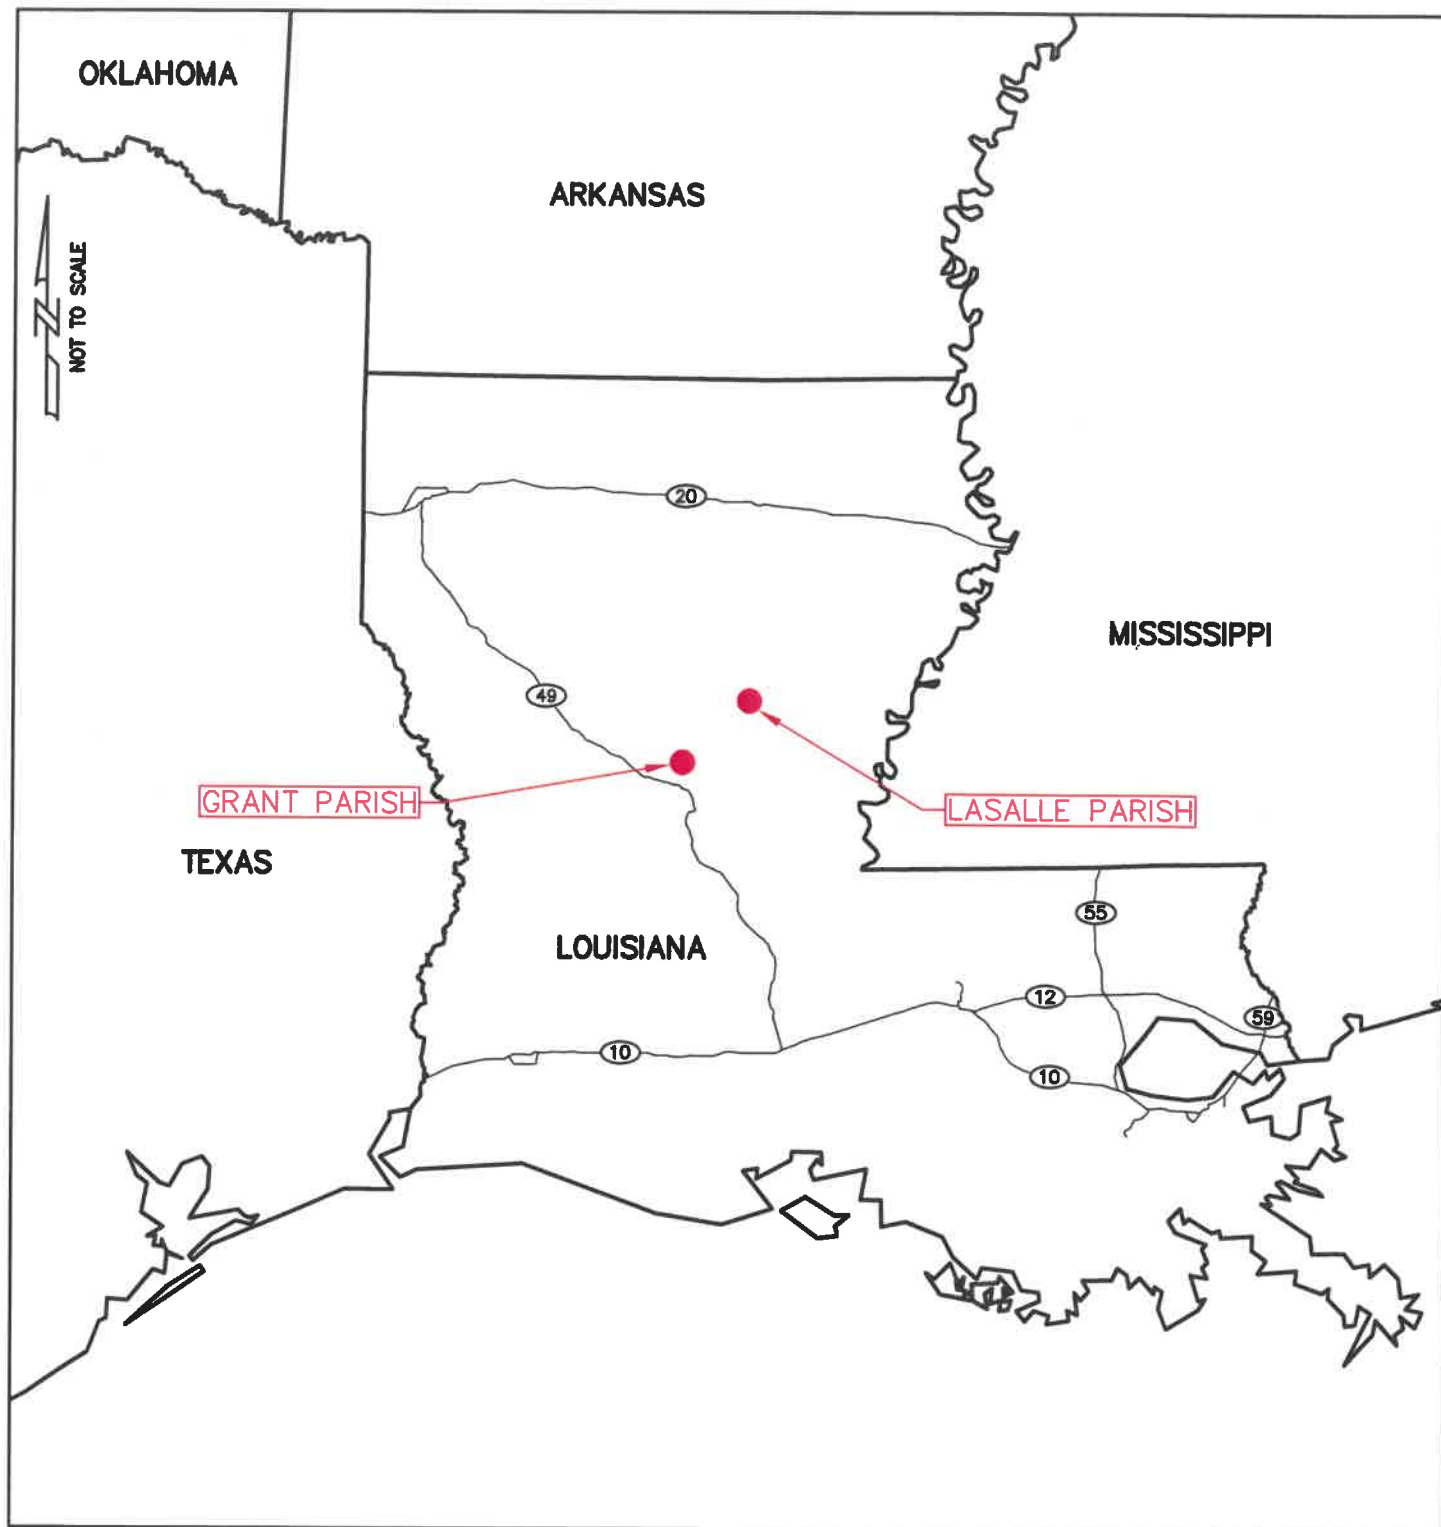 OKLAHOMA
ARKANSAS
NOT TO SCALE
N
20
MISSISSIPPI
49
GRANT PARISH
LASALLE PARISH
TEXAS
55
LOUISIANA
12
59
10
10